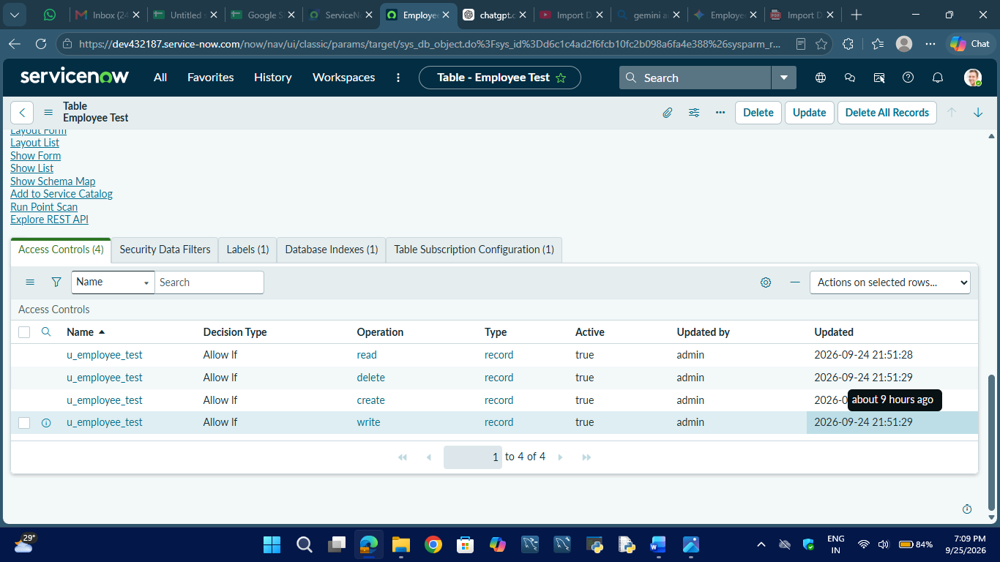 Inbox (24
Untitled s
Google S
ServiceN
Employee
chatgpt.c
Import D
gemini a
Employe
Import D
https://dev432187.service-now.com/now/nav/ui/classic/params/target/sys_db_object.do%3Fsys_id%3Dd6c1c4ad2f6fcb10fc2b098a6fa4e388%26sysparm_r...
Chat
servicenow All Favorites History Workspaces Table - Employee Test Search
Table
Employee Test
Delete Update Delete All Records
Layout Form
Layout List
Show Form
Show List
Show Schema Map
Add to Service Catalog
Run Point Scan
Explore REST API
Access Controls (4) Security Data Filters Labels (1) Database Indexes (1) Table Subscription Configuration (1)
Name Search Actions on selected rows...
Access Controls
Name Decision Type Operation Type Active Updated by Updated
u_employee_test Allow If read record true admin 2026-09-24 21:51:28
u_employee_test Allow If delete record true admin 2026-09-24 21:51:29
u_employee_test Allow If create record true admin 2026-0
about 9 hours ago
u_employee_test Allow If write record true admin 2026-09-24 21:51:29
1 to 4 of 4
29°
ENG
IN
84%
7:09 PM
9/25/2026